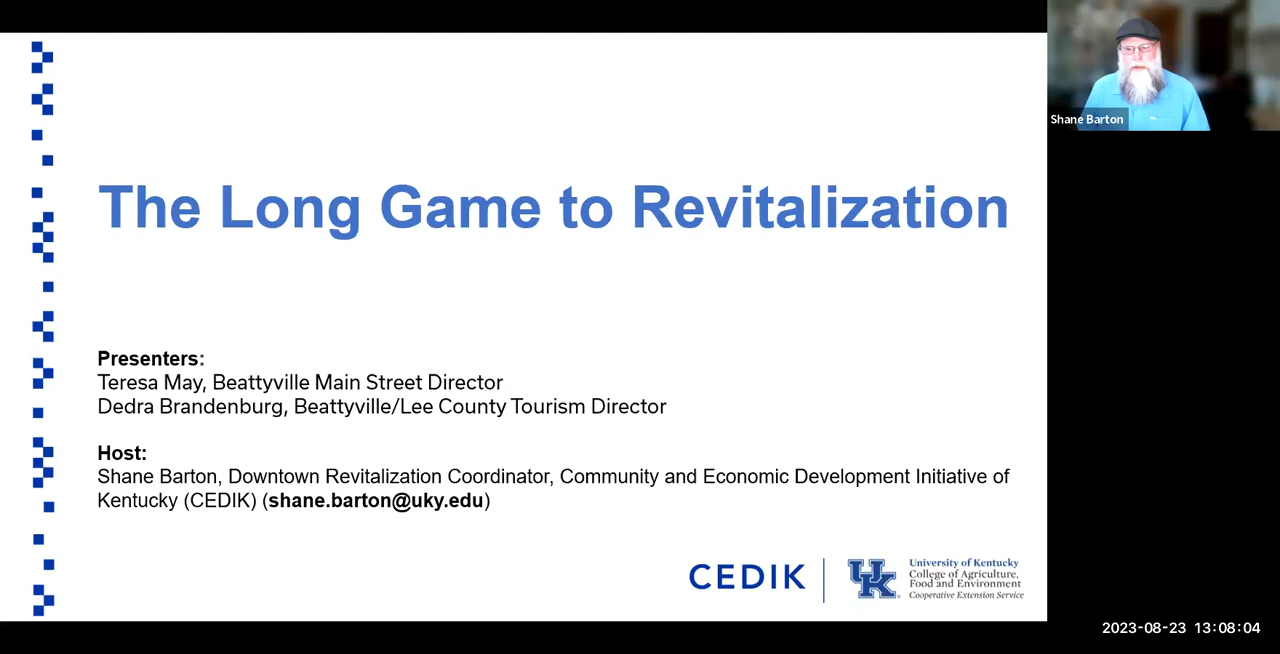 Shane Barton
The Long Game to Revitalization
Presenters:
Teresa May, Beattyville Main Street Director
Dedra Brandenburg, Beattyville/Lee County Tourism Director
Host:
Shane Barton, Downtown Revitalization Coordinator, Community and Economic Development Initiative of
Kentucky (CEDIK) (shane.barton@uky.edu)
CEDIK
UK
University of Kentucky
College of Agriculture,
Food and Environment
Cooperative Extension Service
2023-08-23 13:08:04